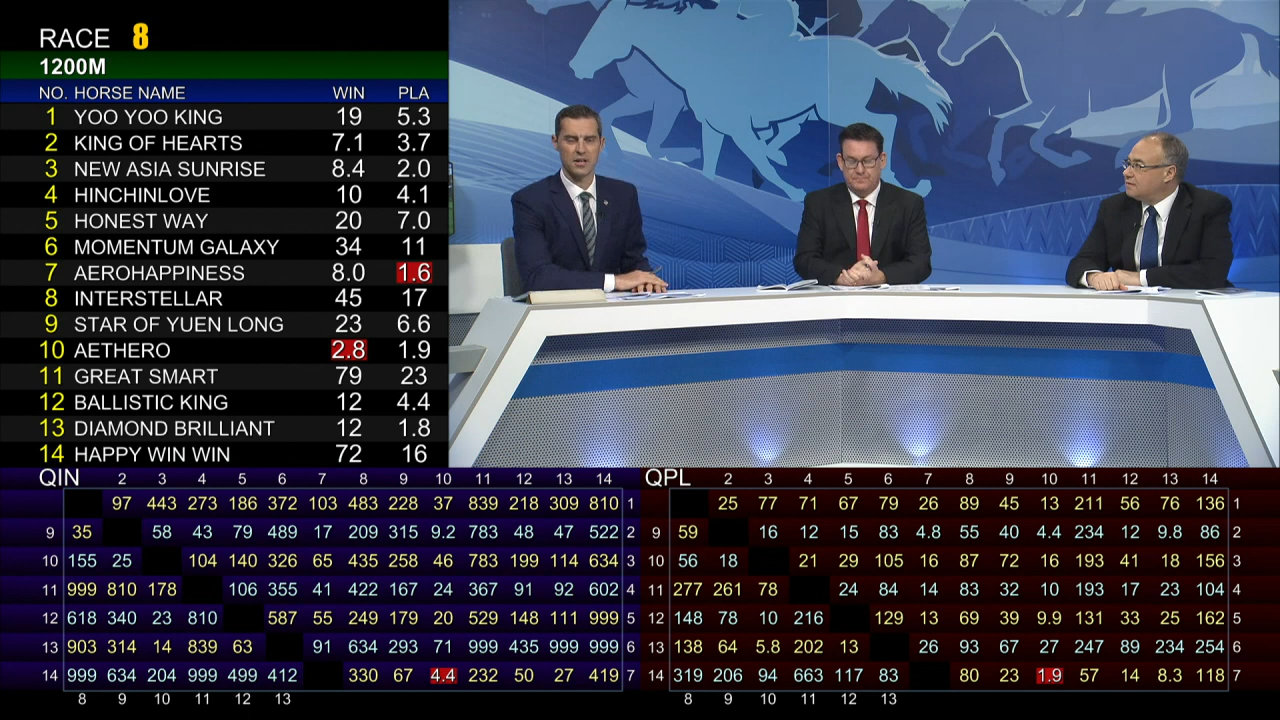 RACE 8
1200M
NO. HORSE NAME WIN PLA
1 YOO YOO KING 19 5.3
2 KING OF HEARTS 7.1 3.7
3 NEW ASIA SUNRISE 8.4 2.0
4 HINCHINLOVE 10 4.1
5 HONEST WAY 20 7.0
6 MOMENTUM GALAXY 34 11
7 AEROHAPPINESS 8.0 1.6
8 INTERSTELLAR 45 17
9 STAR OF YUEN LONG 23 6.6
10 AETHERO 2.8 1.9
11 GREAT SMART 79 23
12 BALLISTIC KING 12 4.4
13 DIAMOND BRILLIANT 12 1.8
14 HAPPY WIN WIN 72 16
QIN 2 3 4 5 6 7 8 9 10 11 12 13 14
97 443 273 186 372 103 483 228 37 839 218 309 810 1
9 35 58 43 79 489 17 209 315 9.2 783 48 47 522 2
10 155 25 104 140 326 65 435 258 46 783 199 114 634 3
11 999 810 178 106 355 41 422 167 24 367 91 92 602 4
12 618 340 23 810 587 55 249 179 20 529 148 111 999 5
13 903 314 14 839 63 91 634 293 71 999 435 999 999 6
14 999 634 204 999 499 412 330 67 4.4 232 50 27 419 7
8 9 10 11 12 13
QPL 2 3 4 5 6 7 8 9 10 11 12 13 14
25 77 71 67 79 26 89 45 13 211 56 76 136 1
9 59 16 12 15 83 4.8 55 40 4.4 234 12 9.8 86 2
10 56 18 21 29 105 16 87 72 16 193 41 18 156 3
11 277 261 78 24 84 14 83 32 10 193 17 23 104 4
12 148 78 10 216 129 13 69 39 9.9 131 33 25 162 5
13 138 64 5.8 202 13 26 93 67 27 247 89 234 254 6
14 319 206 94 663 117 83 80 23 1.9 57 14 8.3 118 7
8 9 10 11 12 13